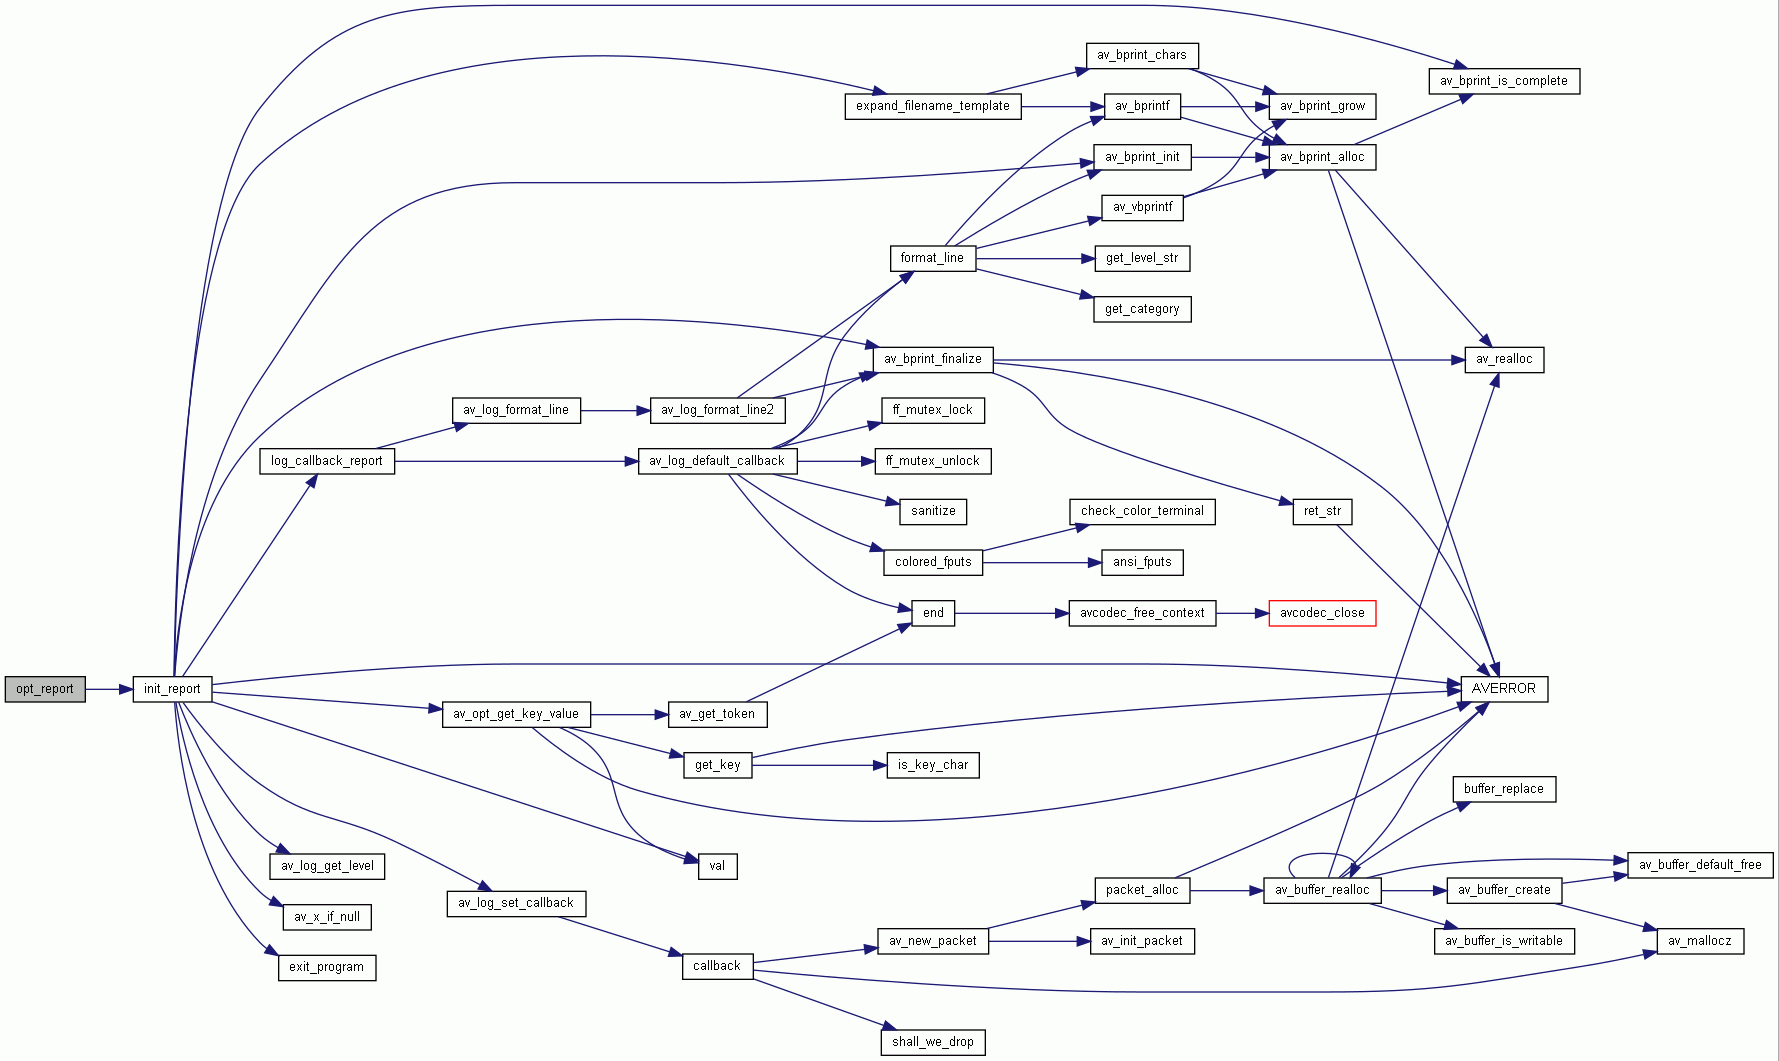 av_bprint_chars
av_bprint_is_complete
expand_filename_template
av_bprintf
av_bprint_grow
av_bprint_init
av_bprint_alloc
av_vbprintf
format_line
get_level_str
get_category
av_bprint_finalize
av_realloc
av_log_format_line
av_log_format_line2
ff_mutex_lock
log_callback_report
av_log_default_callback
ff_mutex_unlock
sanitize
check_color_terminal
ret_str
colored_fputs
ansi_fputs
end
avcodec_free_context
avcodec_close
opt_report
init_report
AVERROR
av_opt_get_key_value
av_get_token
get_key
is_key_char
buffer_replace
av_log_get_level
val
av_buffer_default_free
av_log_set_callback
packet_alloc
av_buffer_realloc
av_buffer_create
av_x_if_null
av_new_packet
av_init_packet
av_buffer_is_writable
av_mallocz
exit_program
callback
shall_we_drop